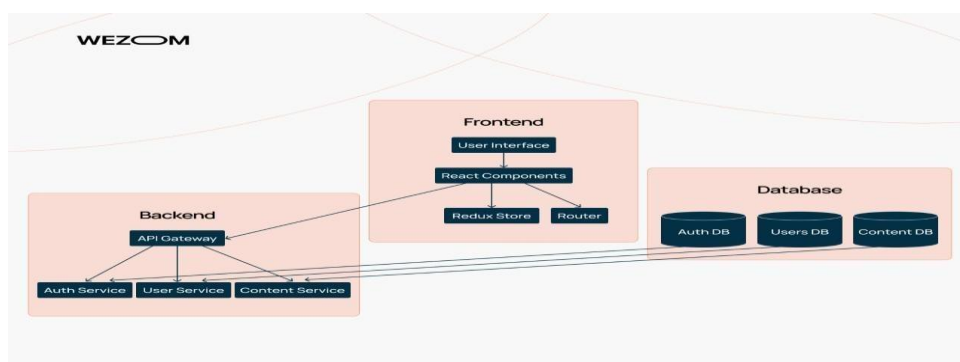 WEZOM
Frontend
User Interface
React Components
Redux Store
Router
Backend
API Gateway
Auth Service
User Service
Content Service
Database
Auth DB
Users DB
Content DB